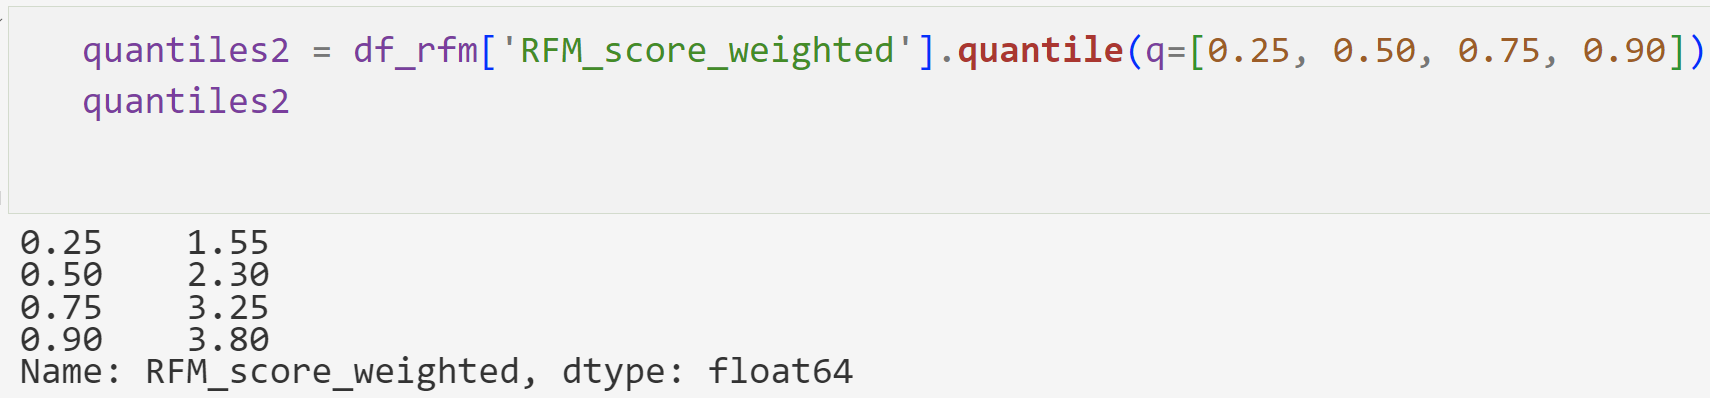 quantiles2 = df_rfm['RFM_score_weighted'].quantile(q=[0.25, 0.50, 0.75, 0.90])
quantiles2
0.25    1.55
0.50    2.30
0.75    3.25
0.90    3.80
Name: RFM_score_weighted, dtype: float64